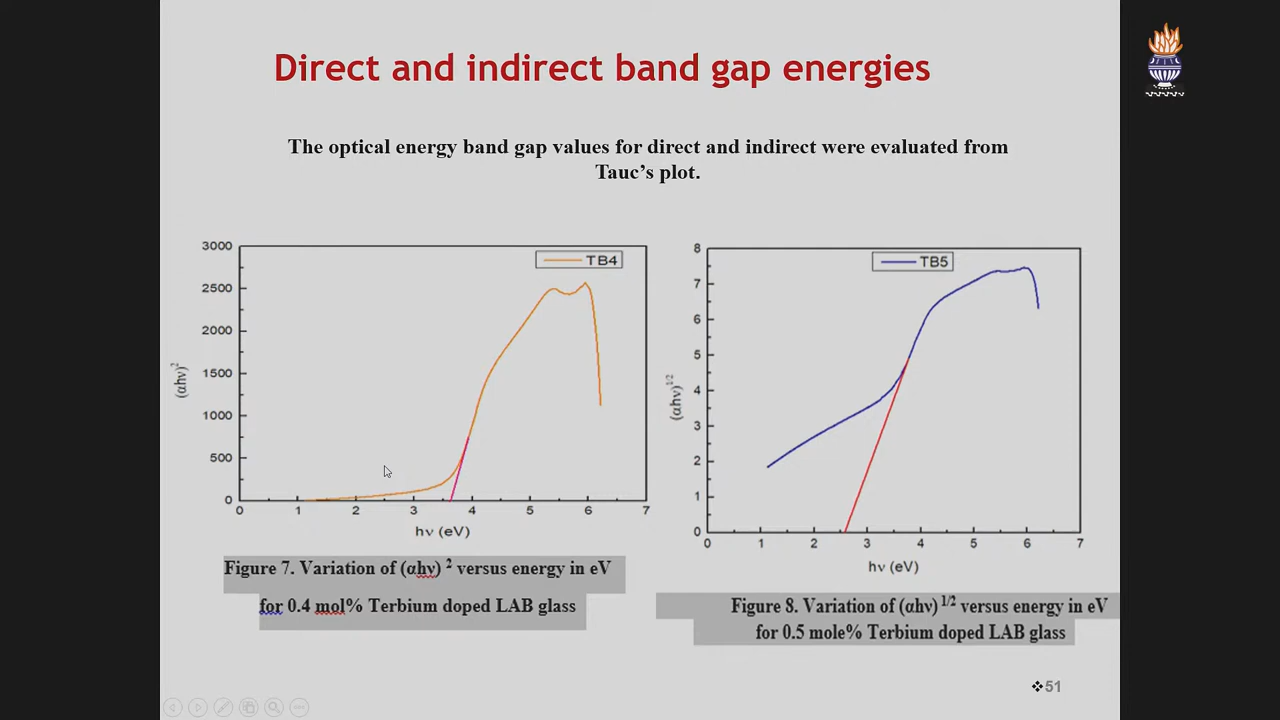 Direct and indirect band gap energies
The optical energy band gap values for direct and indirect were evaluated from
Tauc's plot.
3000
2500
2000
1500
1000
500
0
(αhν)2
TB4
0 1 2 3 4 5 6 7
hν (eV)
Figure 7. Variation of (αhν) 2 versus energy in eV
for 0.4 mol% Terbium doped LAB glass
8
7
6
5
4
3
2
1
0
(αhν)1/2
TB5
0 1 2 3 4 5 6 7
hν (eV)
Figure 8. Variation of (αhν) 1/2 versus energy in eV
for 0.5 mole% Terbium doped LAB glass
❖51